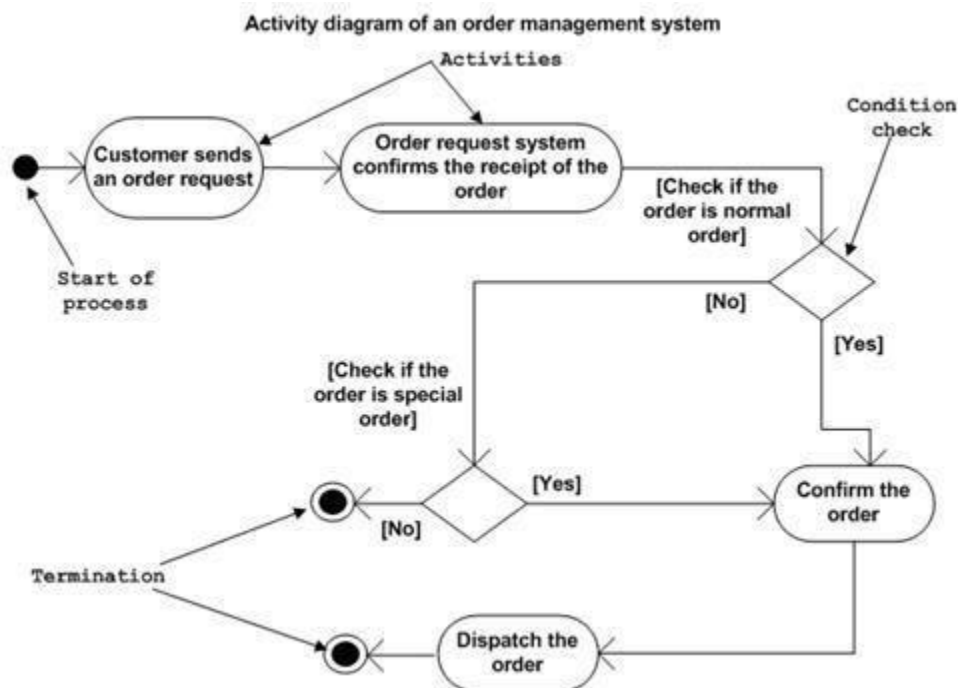 Activity diagram of an order management system
Activities
Condition
check
Customer sends
an order request
Order request system
confirms the receipt of the
order
[Check if the
order is normal
order]
Start of
process
[No]
[Yes]
[Check if the
order is special
order]
[Yes]
[No]
Confirm the
order
Termination
Dispatch the
order